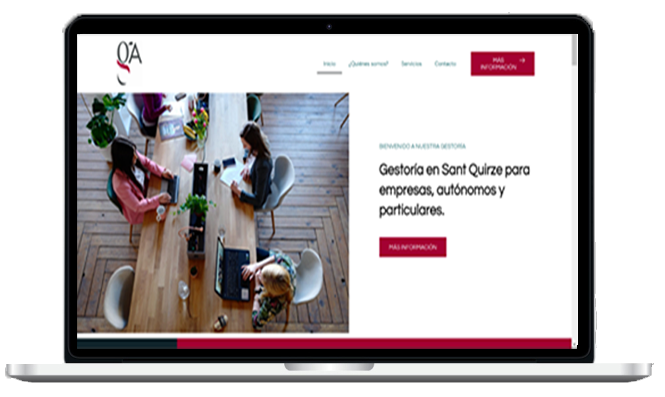 gA
Inicio ¿Quiénes somos? Servicios Contacto
MÁS
INFORMACIÓN
BIENVENIDO A NUESTRA GESTORÍA
Gestoría en Sant Quirze para
empresas, autónomos y
particulares.
MÁS INFORMACIÓN